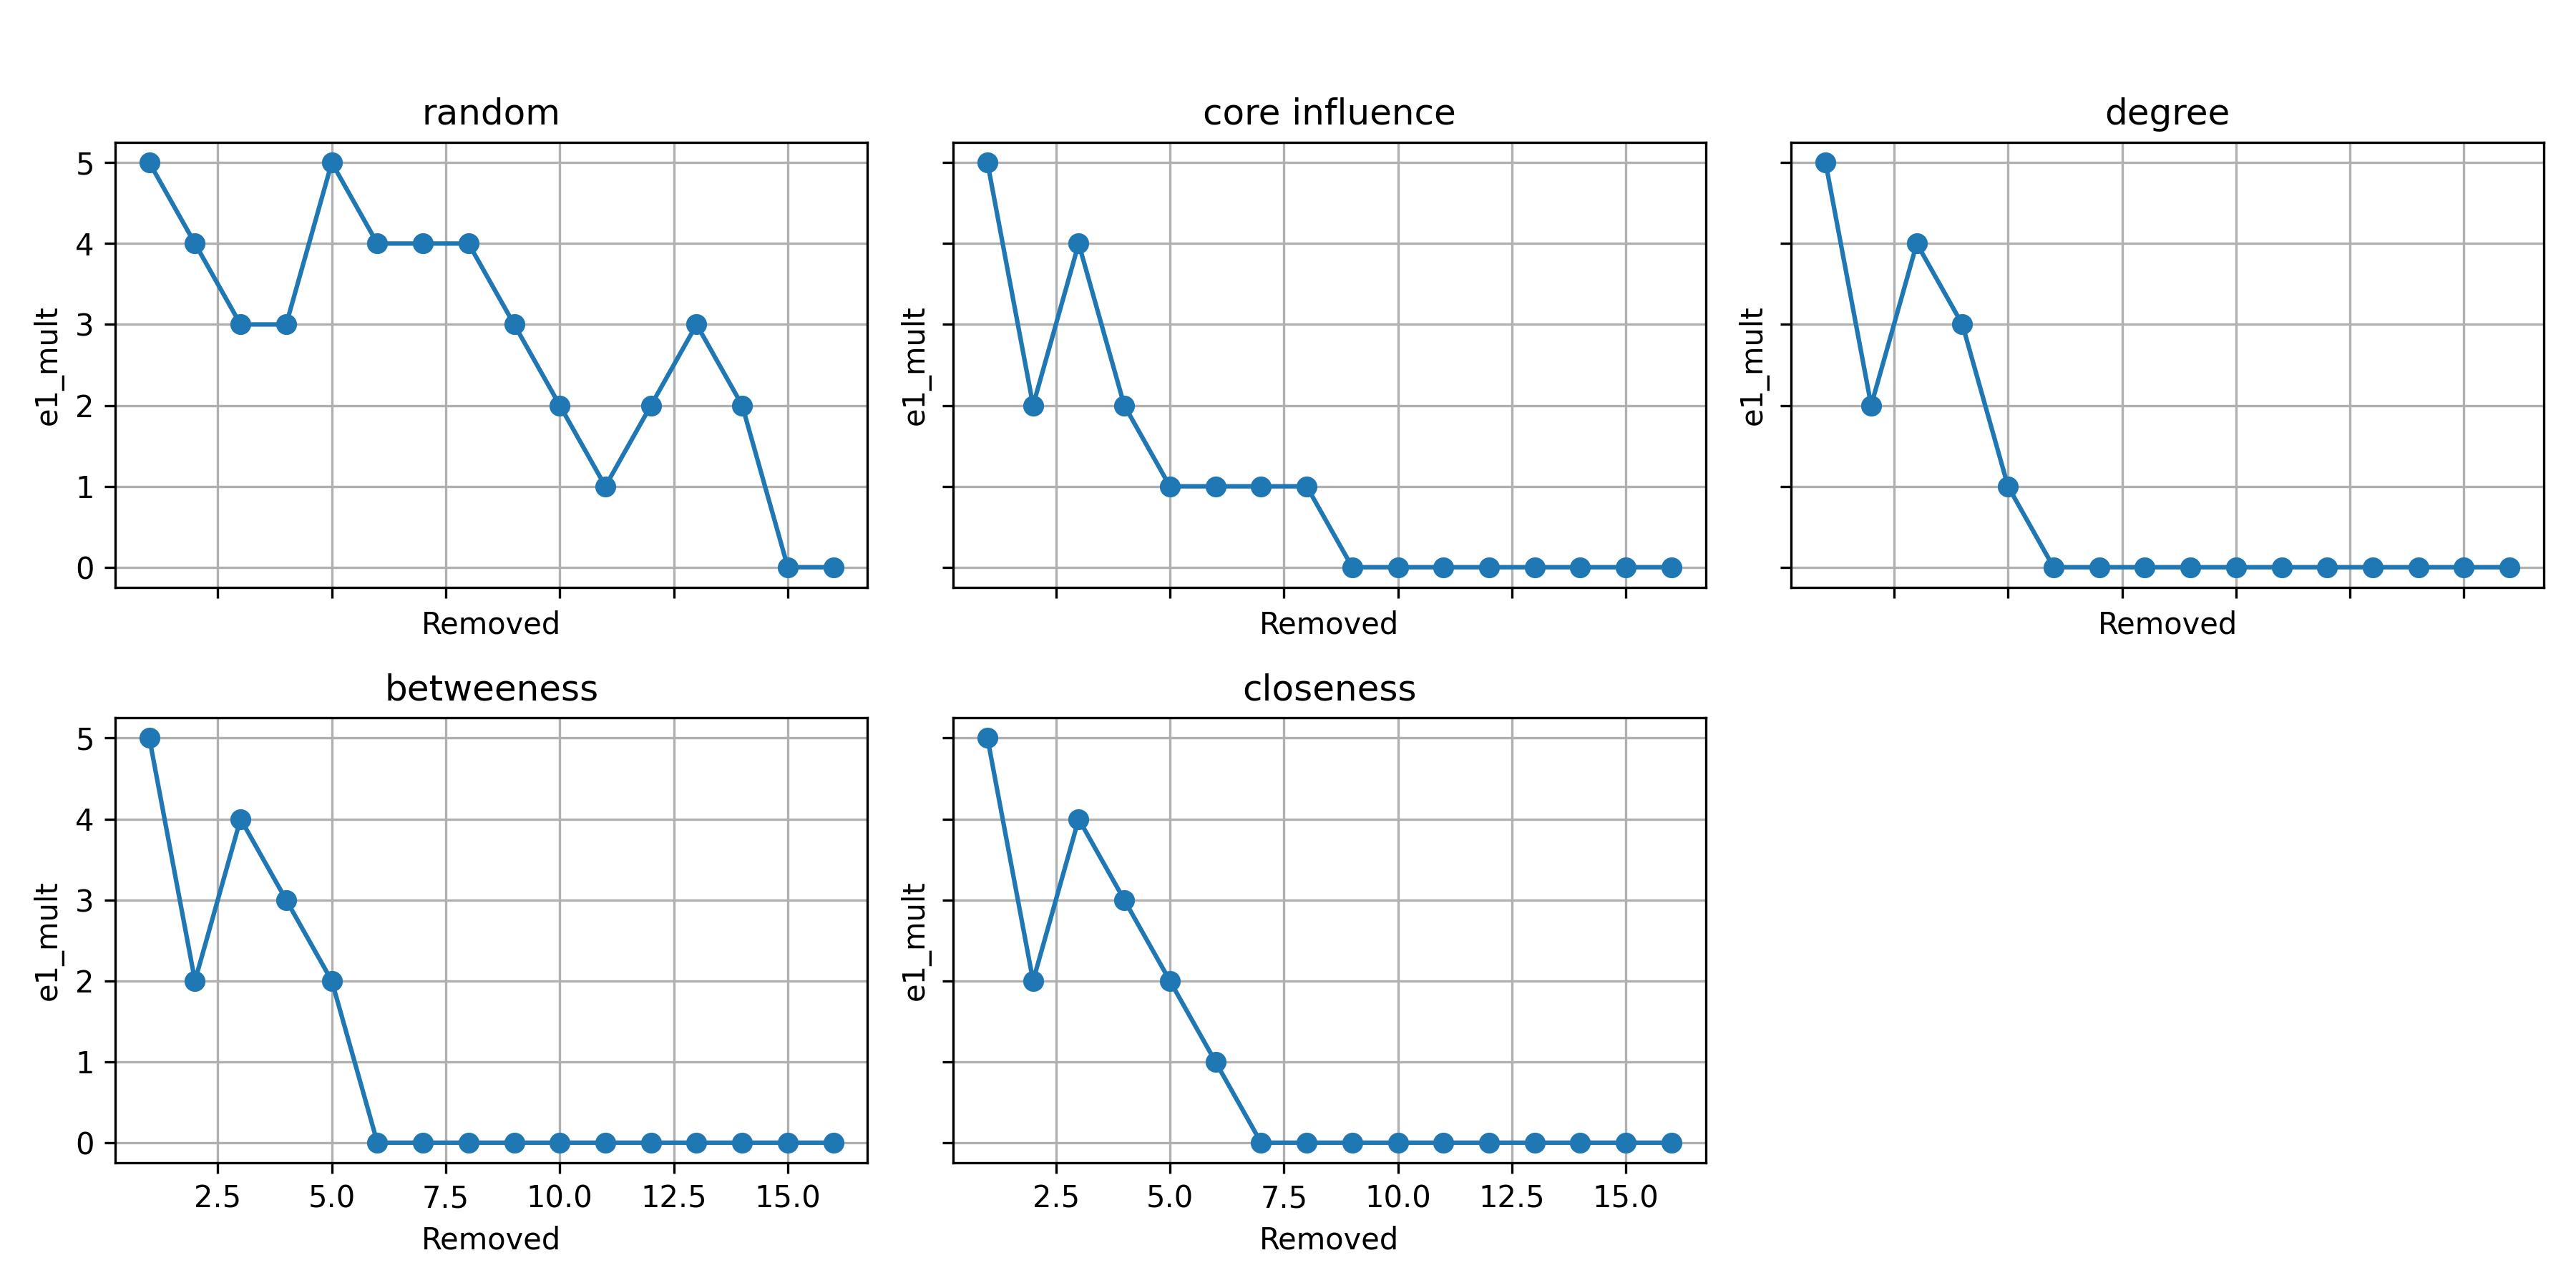 random
5
4
3
2
1
0
e1_mult
Removed
core influence
e1_mult
Removed
degree
e1_mult
Removed
betweeness
5
4
3
2
1
0
e1_mult
2.5 5.0 7.5 10.0 12.5 15.0
Removed
closeness
e1_mult
2.5 5.0 7.5 10.0 12.5 15.0
Removed